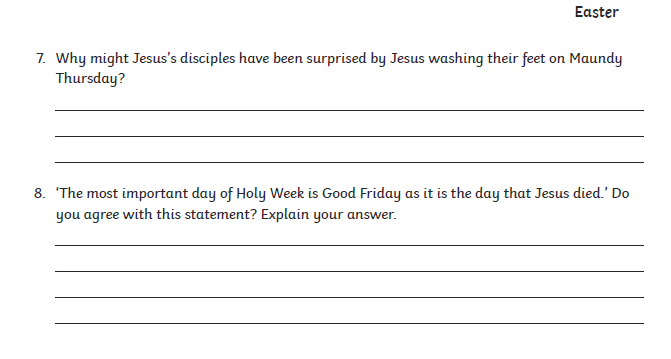 Easter
7. Why might Jesus's disciples have been surprised by Jesus washing their feet on Maundy
Thursday?
8. ‘The most important day of Holy Week is Good Friday as it is the day that Jesus died.’ Do
you agree with this statement? Explain your answer.